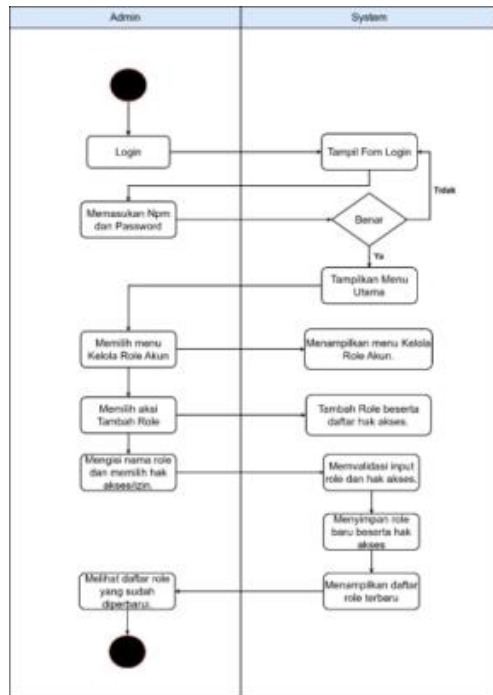 Admin
System
Login
Tampil Fom Login
Tidak
Memasukan Npm
dan Password
Benar
Ya
Tampilkan Menu
Utama
Memilih menu
Kelola Role Akun
Menampilkan menu Kelola
Role Akun.
Memilih aksi
Tambah Role
Tambah Role beserta
daftar hak akses.
Mengisi nama role
dan memilih hak
akses/izin.
Memvalidasi input
role dan hak akses.
Menyimpan role
baru beserta hak
akses
Melihat daftar role
yang sudah
diperbarui.
Menampilkan daftar
role terbaru